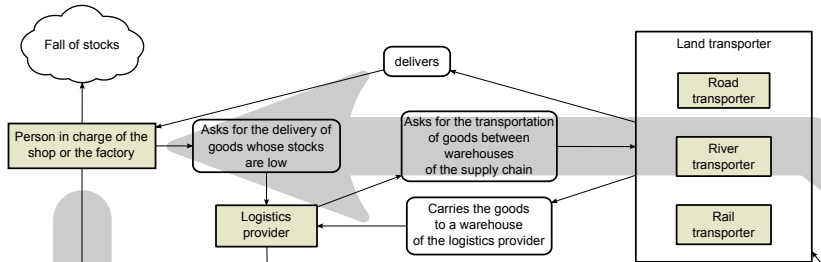 Fall of stocks
delivers
Land transporter
Road
transporter
Person in charge of the
shop or the factory
Asks for the delivery of
goods whose stocks
are low
Asks for the transportation
of goods between
warehouses
of the supply chain
River
transporter
Logistics
provider
Carries the goods
to a warehouse
of the logistics provider
Rail
transporter